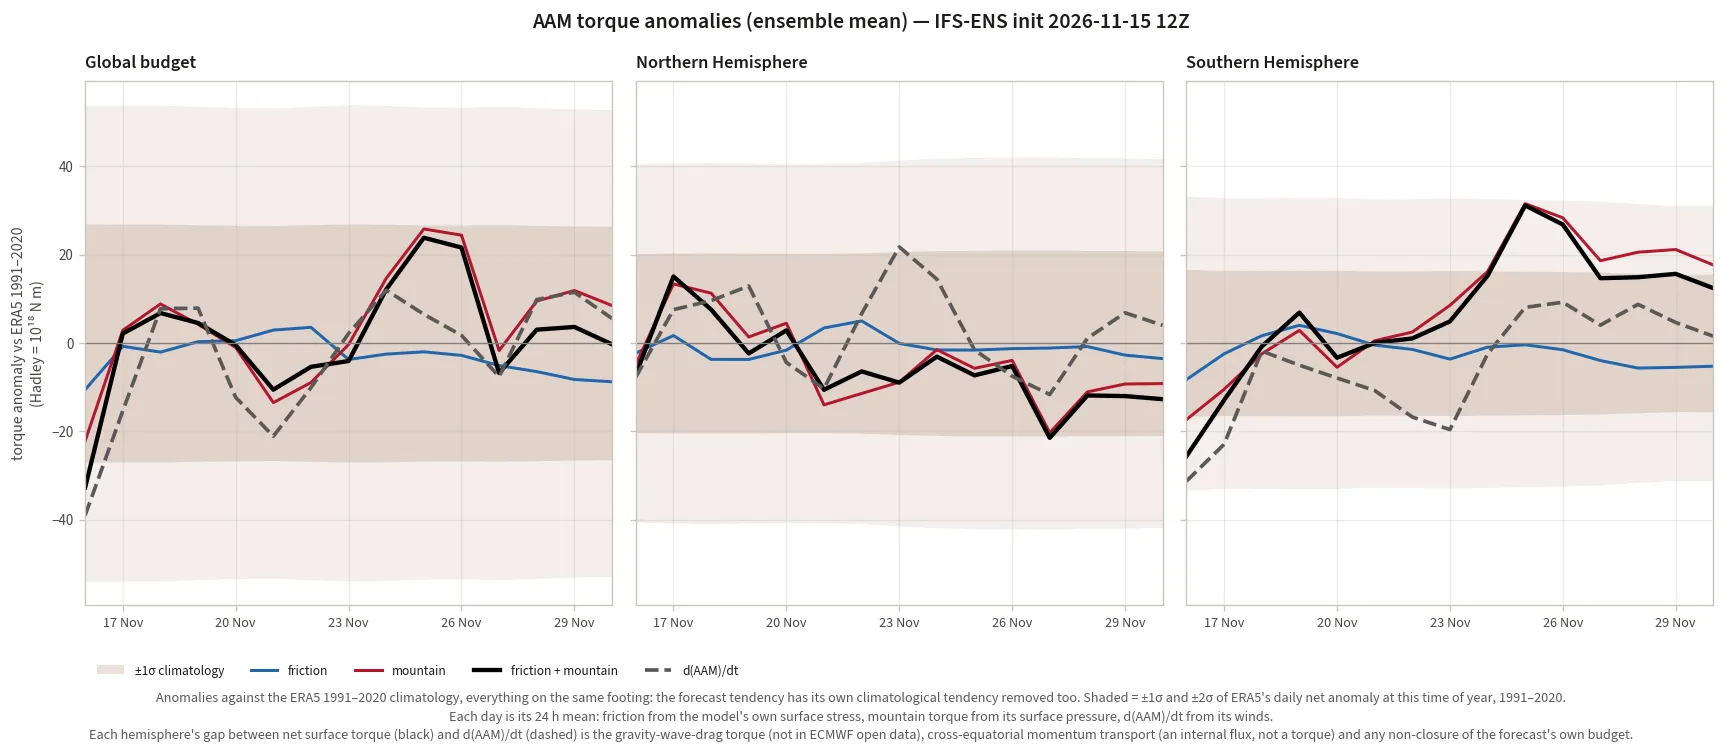 AAM torque anomalies (ensemble mean) — IFS-ENS init 2026-11-15 12Z
Global budget
Northern Hemisphere
Southern Hemisphere
torque anomaly vs ERA5 1991–2020
(Hadley = 10¹⁸ N m)
40
20
0
−20
−40
17 Nov 20 Nov 23 Nov 26 Nov 29 Nov
17 Nov 20 Nov 23 Nov 26 Nov 29 Nov
17 Nov 20 Nov 23 Nov 26 Nov 29 Nov
±1σ climatology friction mountain friction + mountain d(AAM)/dt
Anomalies against the ERA5 1991–2020 climatology, everything on the same footing: the forecast tendency has its own climatological tendency removed too. Shaded = ±1σ and ±2σ of ERA5's daily net anomaly at this time of year, 1991–2020.
Each day is its 24 h mean: friction from the model's own surface stress, mountain torque from its surface pressure, d(AAM)/dt from its winds.
Each hemisphere's gap between net surface torque (black) and d(AAM)/dt (dashed) is the gravity-wave-drag torque (not in ECMWF open data), cross-equatorial momentum transport (an internal flux, not a torque) and any non-closure of the forecast's own budget.